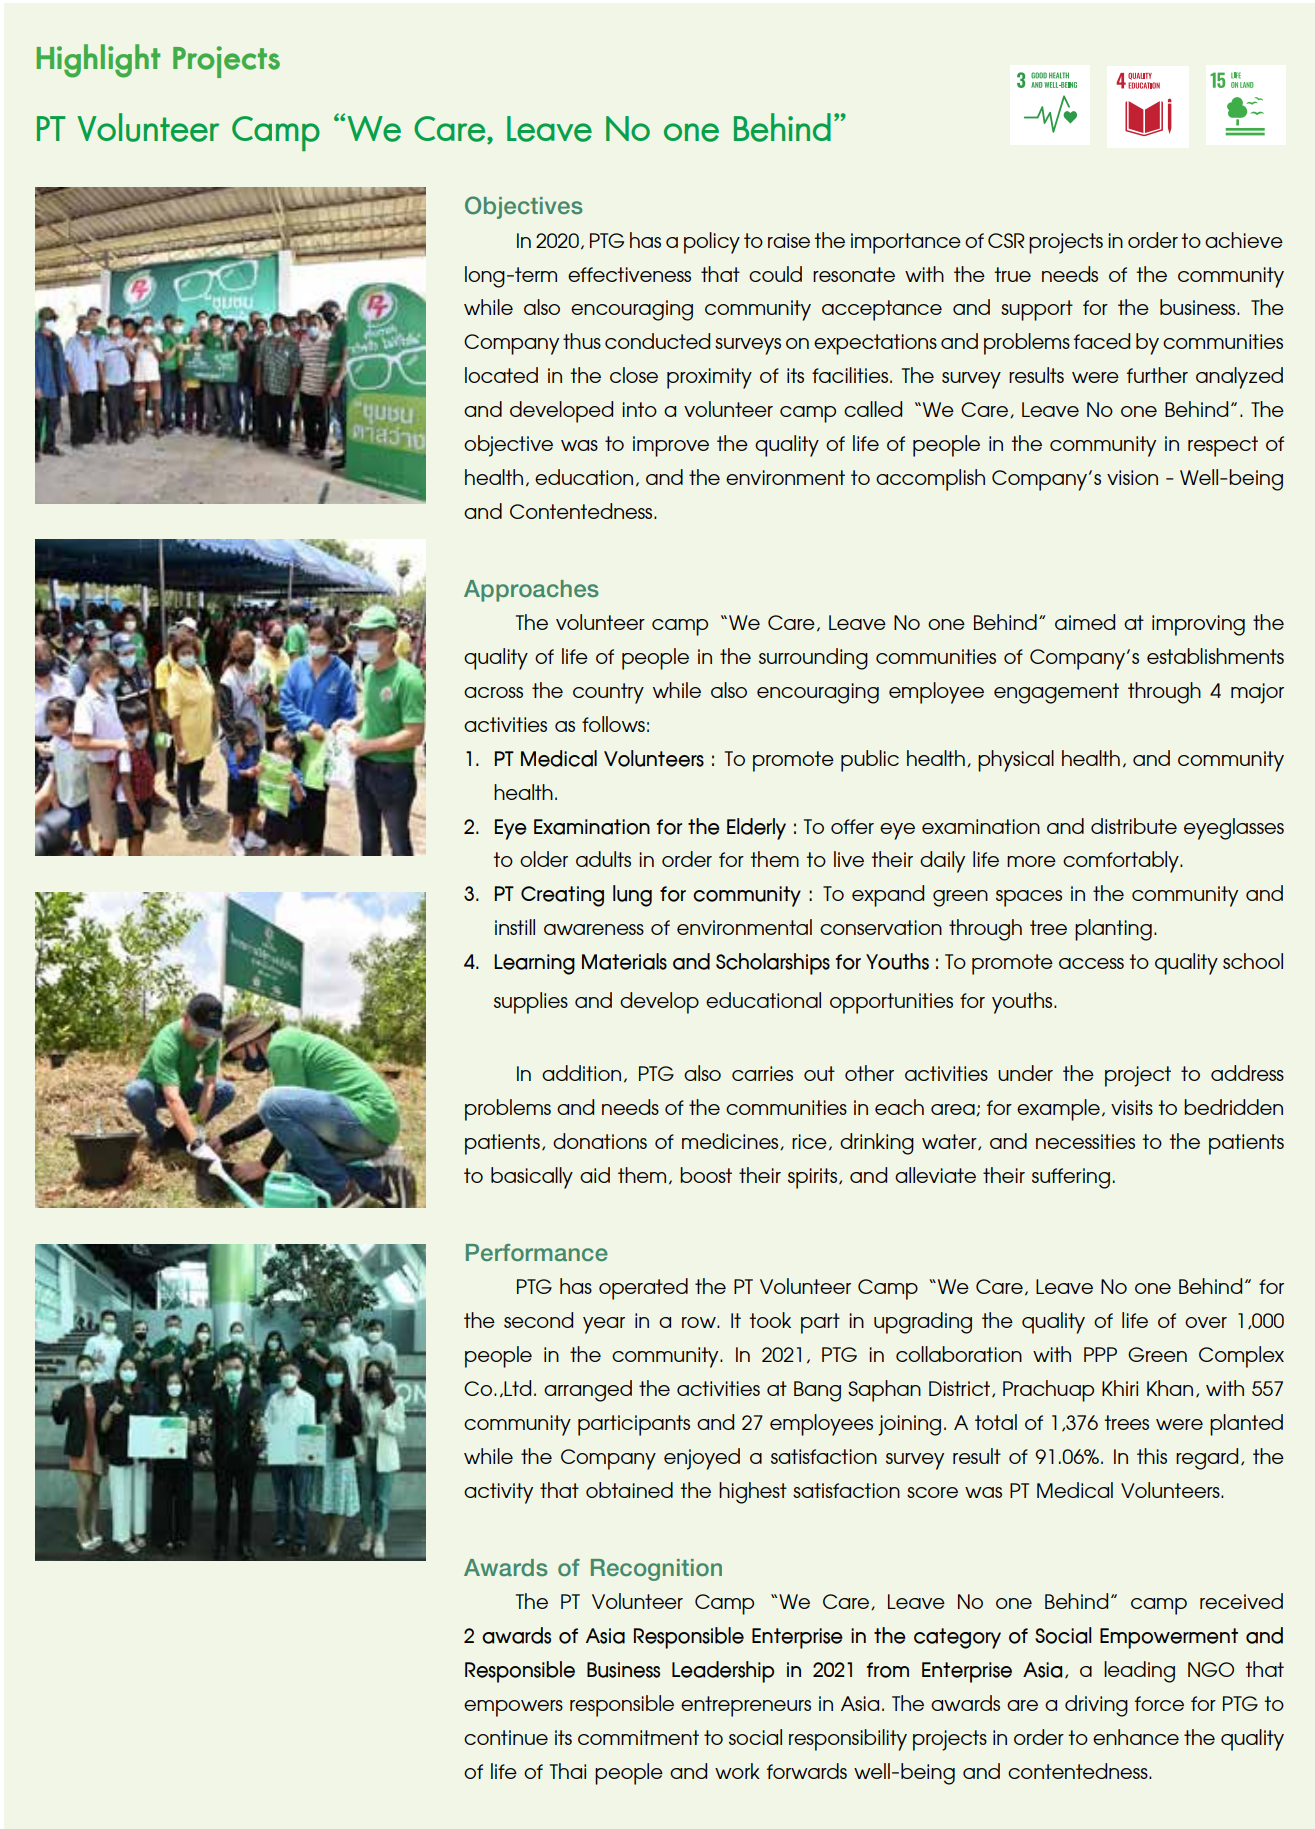 Highlight Projects
3 GOOD HEALTH
AND WELL-BEING
4 QUALITY
EDUCATION
15 LIFE
ON LAND
PT Volunteer Camp “We Care, Leave No one Behind”
PT
“ชุมชน
PT
“ชุมชน
ตาสว่าง
Objectives
In 2020, PTG has a policy to raise the importance of CSR projects in order to achieve
long-term effectiveness that could resonate with the true needs of the community
while also encouraging community acceptance and support for the business. The
Company thus conducted surveys on expectations and problems faced by communities
located in the close proximity of its facilities. The survey results were further analyzed
and developed into a volunteer camp called “We Care, Leave No one Behind”. The
objective was to improve the quality of life of people in the community in respect of
health, education, and the environment to accomplish Company’s vision - Well-being
and Contentedness.
Approaches
The volunteer camp “We Care, Leave No one Behind” aimed at improving the
quality of life of people in the surrounding communities of Company’s establishments
across the country while also encouraging employee engagement through 4 major
activities as follows:
1. PT Medical Volunteers : To promote public health, physical health, and community
health.
2. Eye Examination for the Elderly : To offer eye examination and distribute eyeglasses
to older adults in order for them to live their daily life more comfortably.
3. PT Creating lung for community : To expand green spaces in the community and
instill awareness of environmental conservation through tree planting.
4. Learning Materials and Scholarships for Youths : To promote access to quality school
supplies and develop educational opportunities for youths.
In addition, PTG also carries out other activities under the project to address
problems and needs of the communities in each area; for example, visits to bedridden
patients, donations of medicines, rice, drinking water, and necessities to the patients
to basically aid them, boost their spirits, and alleviate their suffering.
Performance
PTG has operated the PT Volunteer Camp “We Care, Leave No one Behind” for
the second year in a row. It took part in upgrading the quality of life of over 1,000
people in the community. In 2021, PTG in collaboration with PPP Green Complex
Co.,Ltd. arranged the activities at Bang Saphan District, Prachuap Khiri Khan, with 557
community participants and 27 employees joining. A total of 1,376 trees were planted
while the Company enjoyed a satisfaction survey result of 91.06%. In this regard, the
activity that obtained the highest satisfaction score was PT Medical Volunteers.
Awards of Recognition
The PT Volunteer Camp “We Care, Leave No one Behind” camp received
2 awards of Asia Responsible Enterprise in the category of Social Empowerment and
Responsible Business Leadership in 2021 from Enterprise Asia, a leading NGO that
empowers responsible entrepreneurs in Asia. The awards are a driving force for PTG to
continue its commitment to social responsibility projects in order to enhance the quality
of life of Thai people and work forwards well-being and contentedness.